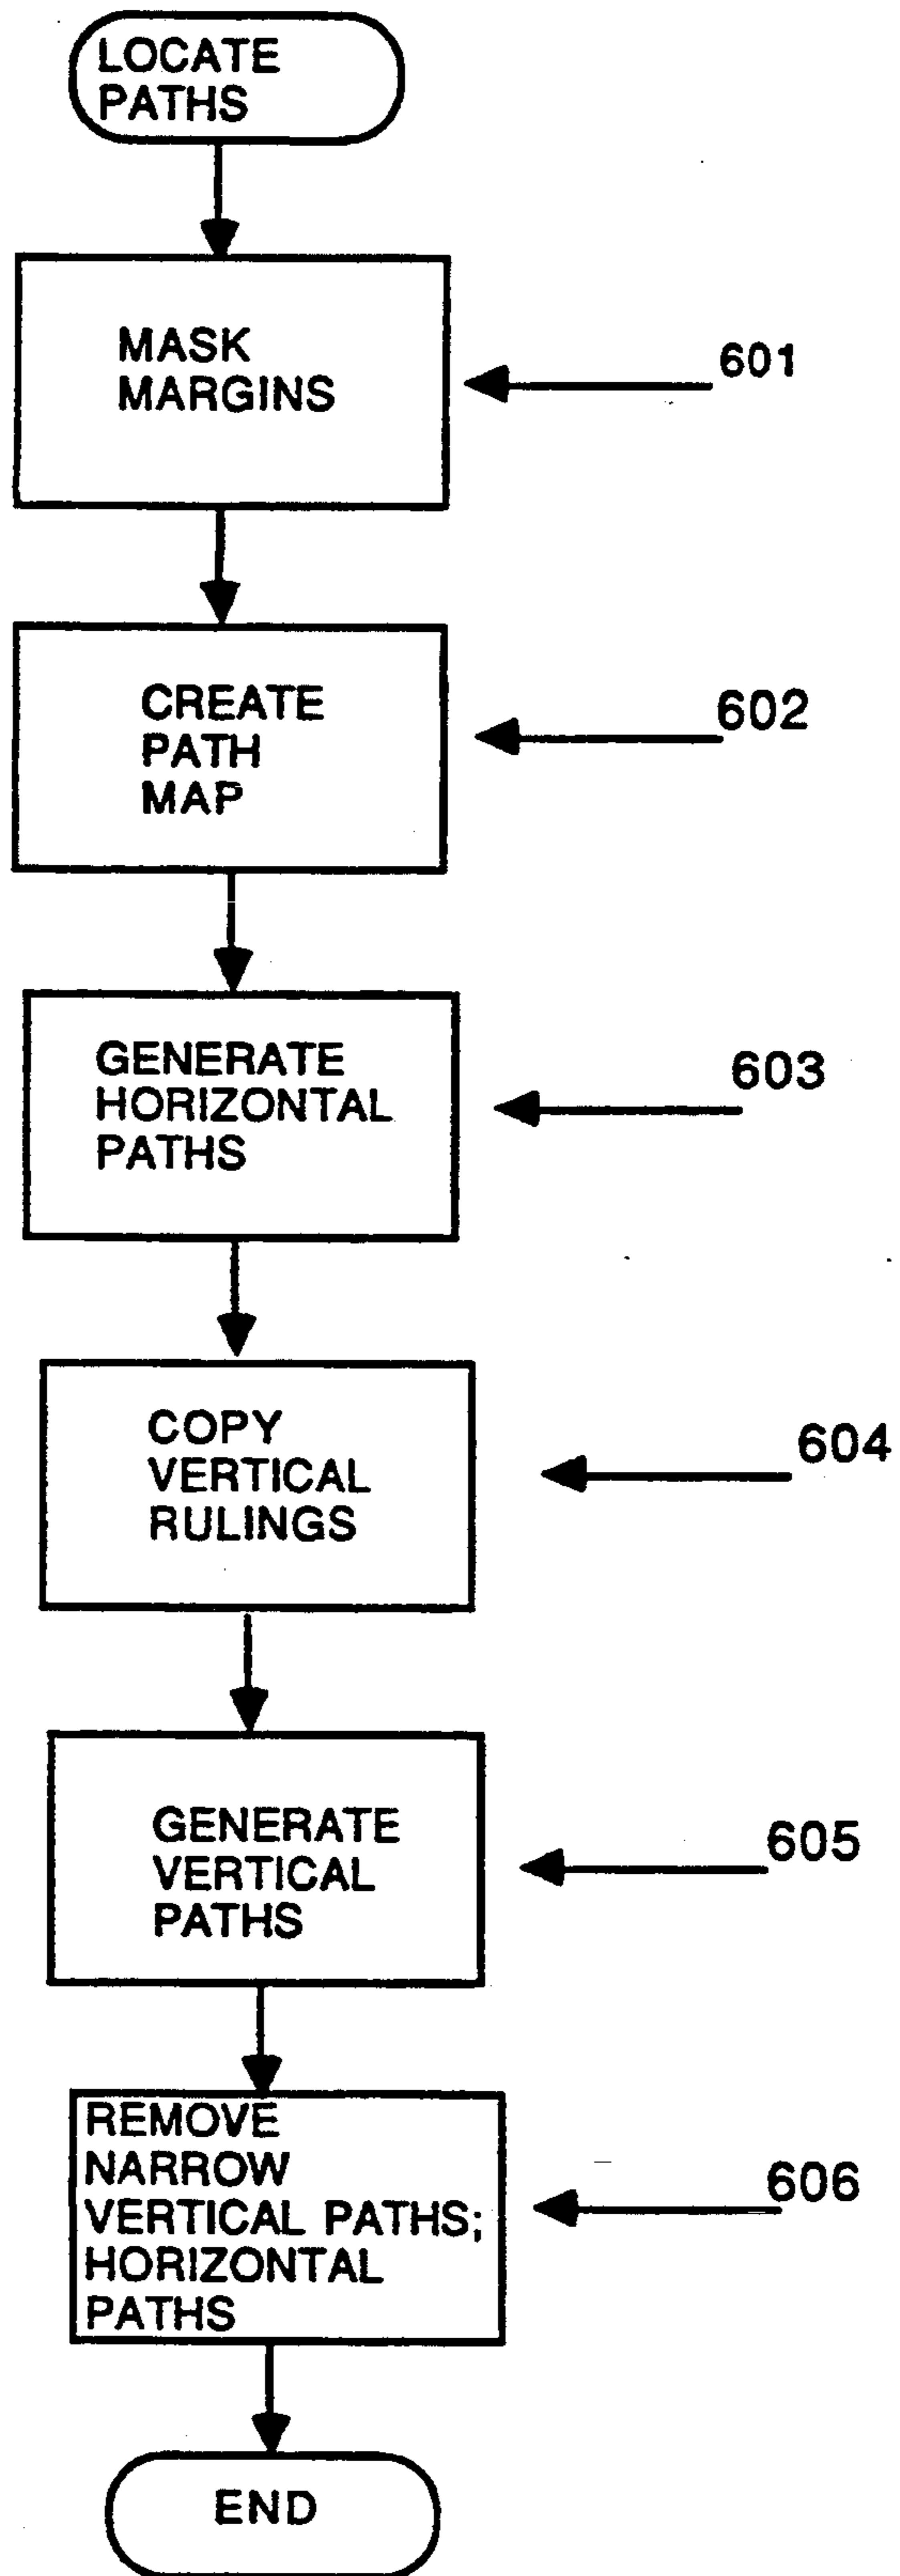 LOCATE
PATHS
MASK
MARGINS
601
CREATE
PATH
MAP
602
GENERATE
HORIZONTAL
PATHS
603
COPY
VERTICAL
RULINGS
604
GENERATE
VERTICAL
PATHS
605
REMOVE
NARROW
VERTICAL PATHS;
HORIZONTAL
PATHS
606
END